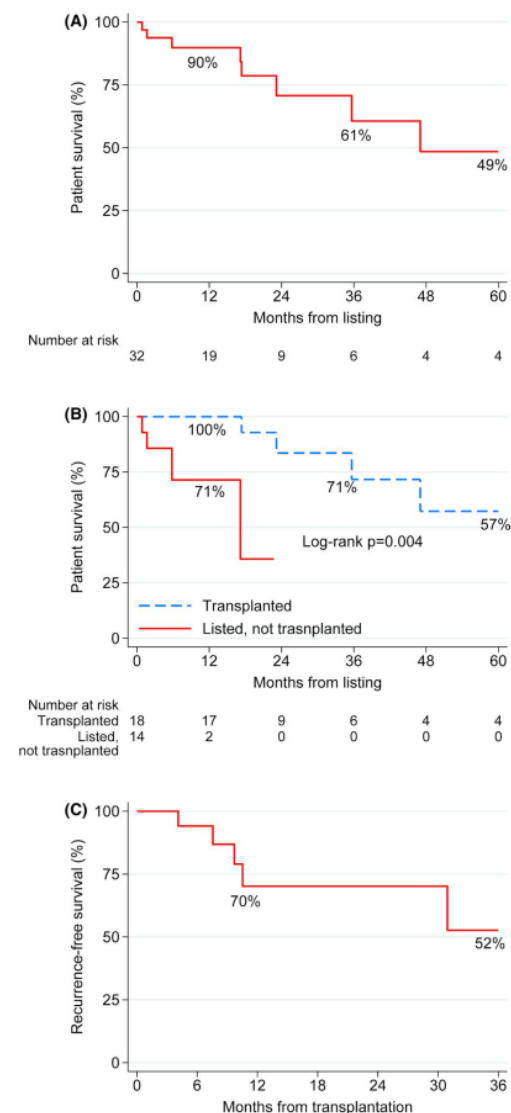 (A)
100
75
50
25
0
Patient survival (%)
90%
61%
49%
0 12 24 36 48 60
Months from listing
Number at risk
32 19 9 6 4 4
(B)
100
75
50
25
0
Patient survival (%)
100%
71%
71%
57%
Log-rank p=0.004
Transplanted
Listed, not trasnplanted
0 12 24 36 48 60
Months from listing
Number at risk
Transplanted 18 17 9 6 4 4
Listed, 14 2 0 0 0 0
not trasnplanted
(C)
100
75
50
25
0
Recurrence-free survival (%)
70%
52%
0 6 12 18 24 30 36
Months from transplantation